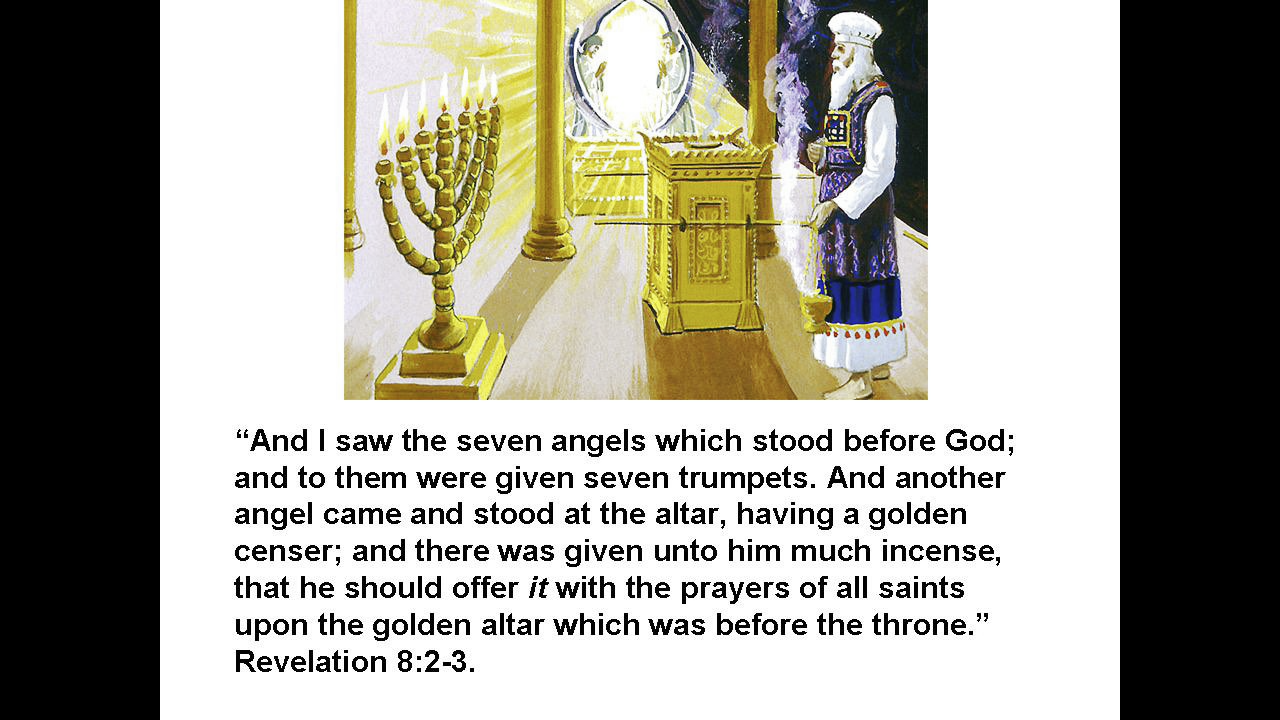 “And I saw the seven angels which stood before God;
and to them were given seven trumpets. And another
angel came and stood at the altar, having a golden
censer; and there was given unto him much incense,
that he should offer it with the prayers of all saints
upon the golden altar which was before the throne.”
Revelation 8:2-3.